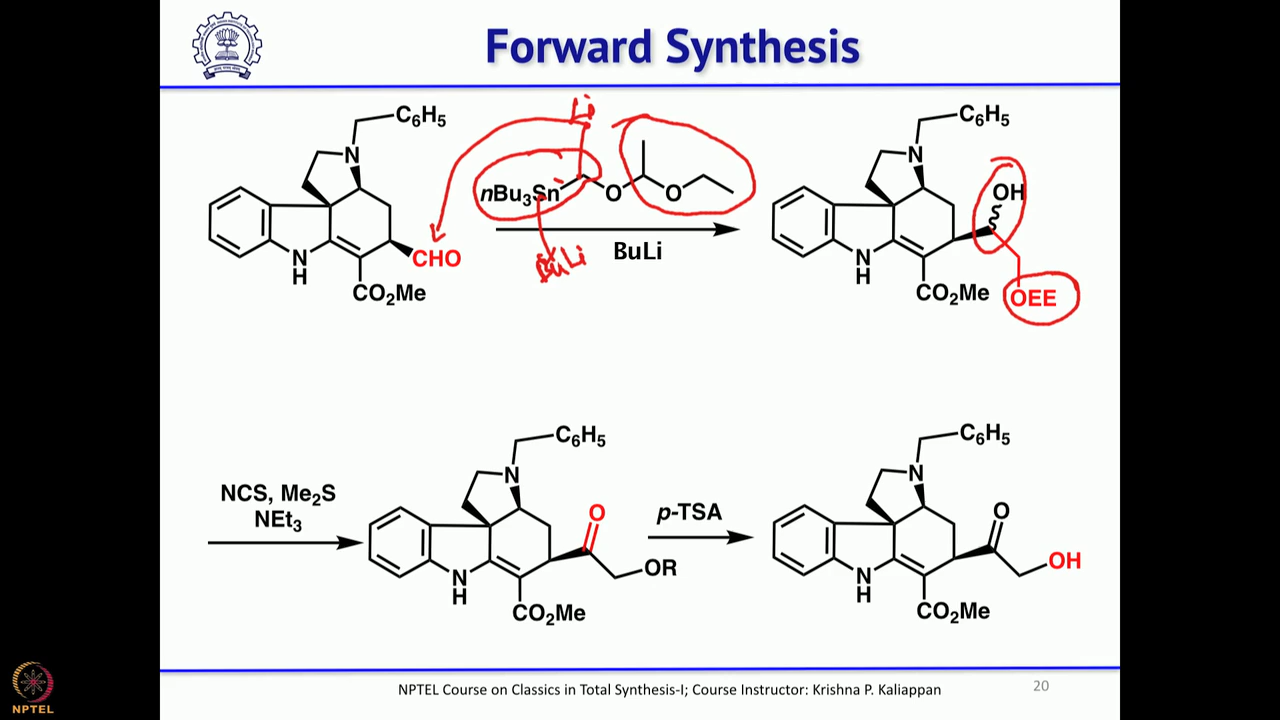 Forward Synthesis
C6H5
N
N
H
CO2Me
CHO
Li
nBu3Sn
O
O
BuLi
BuLi
C6H5
N
OH
N
H
CO2Me
OEE
NCS, Me2S
NEt3
C6H5
N
O
OR
N
H
CO2Me
p-TSA
C6H5
N
O
OH
N
H
CO2Me
NPTEL
NPTEL Course on Classics in Total Synthesis-I; Course Instructor: Krishna P. Kaliappan
20